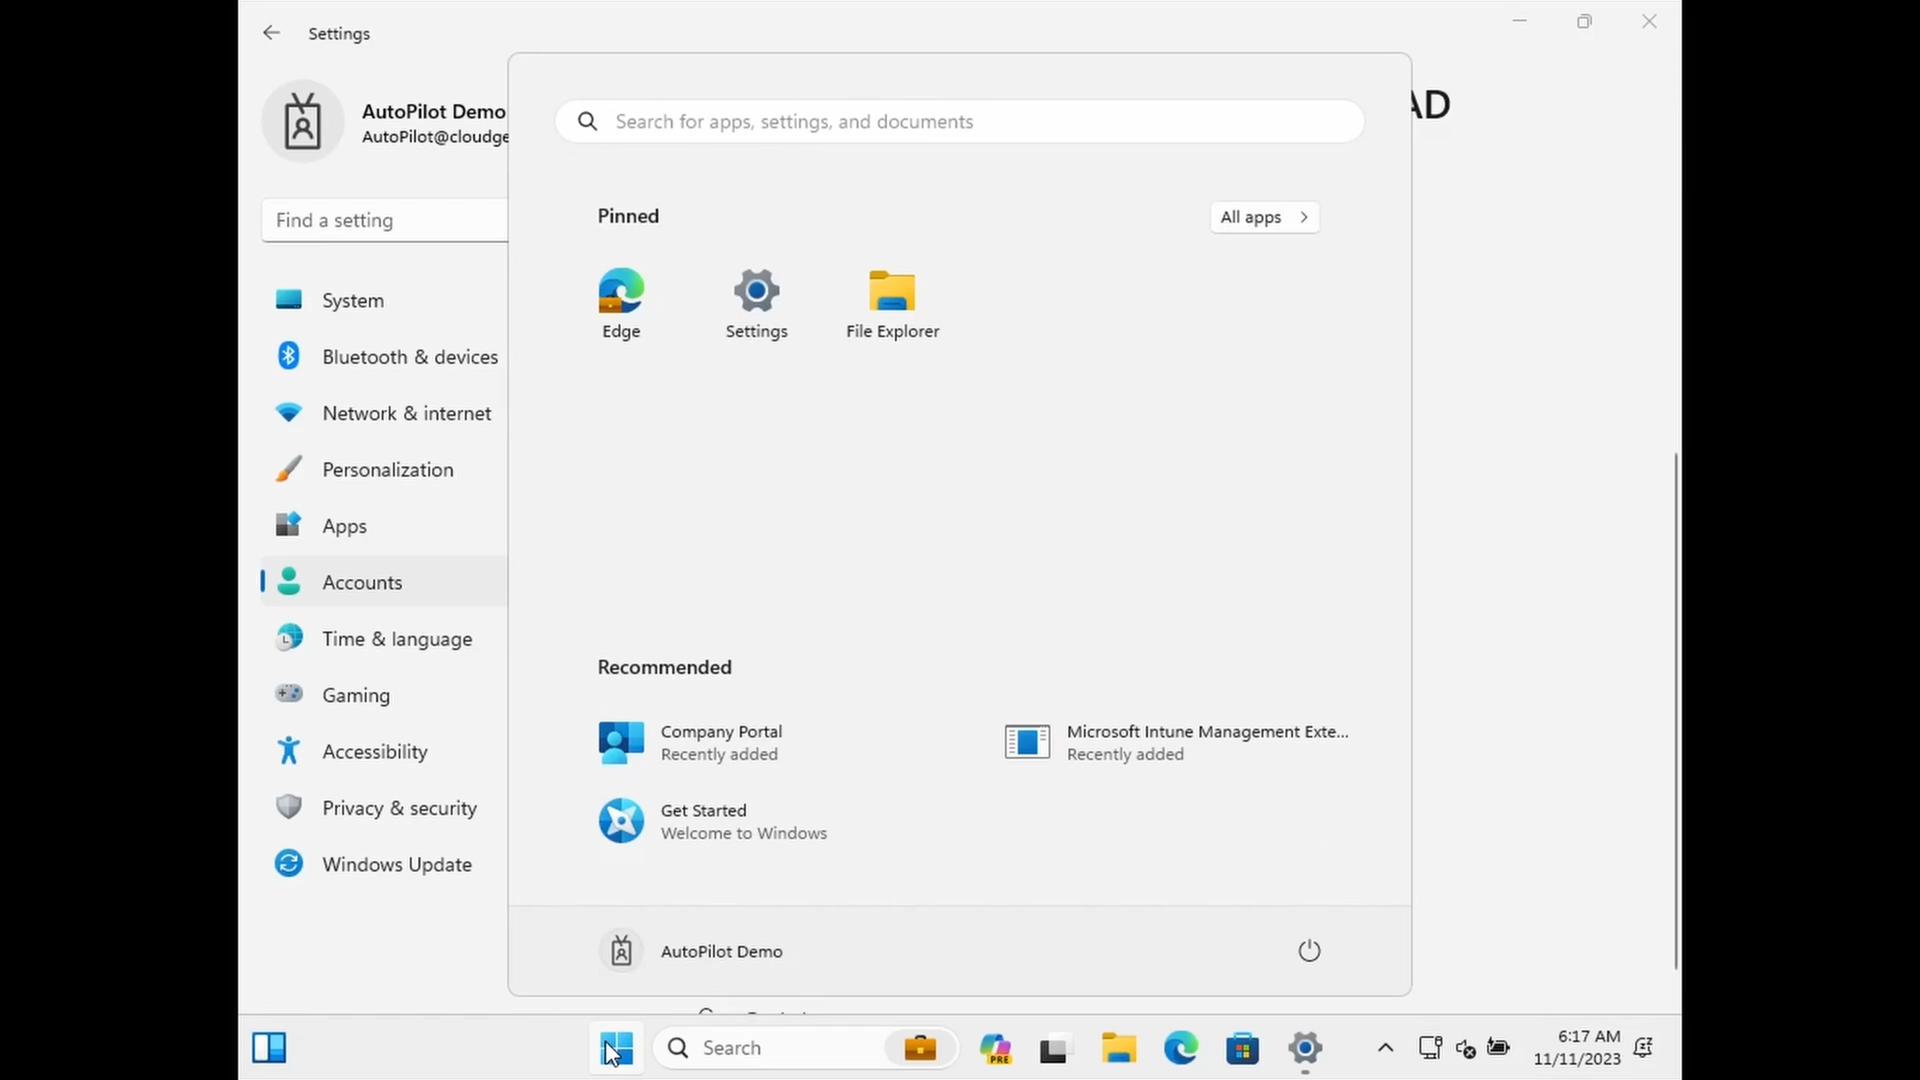 Settings
AutoPilot Demo
AutoPilot@cloudge
AD
Find a setting
System
Bluetooth & devices
Network & internet
Personalization
Apps
Accounts
Time & language
Gaming
Accessibility
Privacy & security
Windows Update
Search for apps, settings, and documents
Pinned
All apps
Edge
Settings
File Explorer
Recommended
Company Portal
Recently added
Microsoft Intune Management Exte...
Recently added
Get Started
Welcome to Windows
AutoPilot Demo
Search
PRE
6:17 AM
11/11/2023